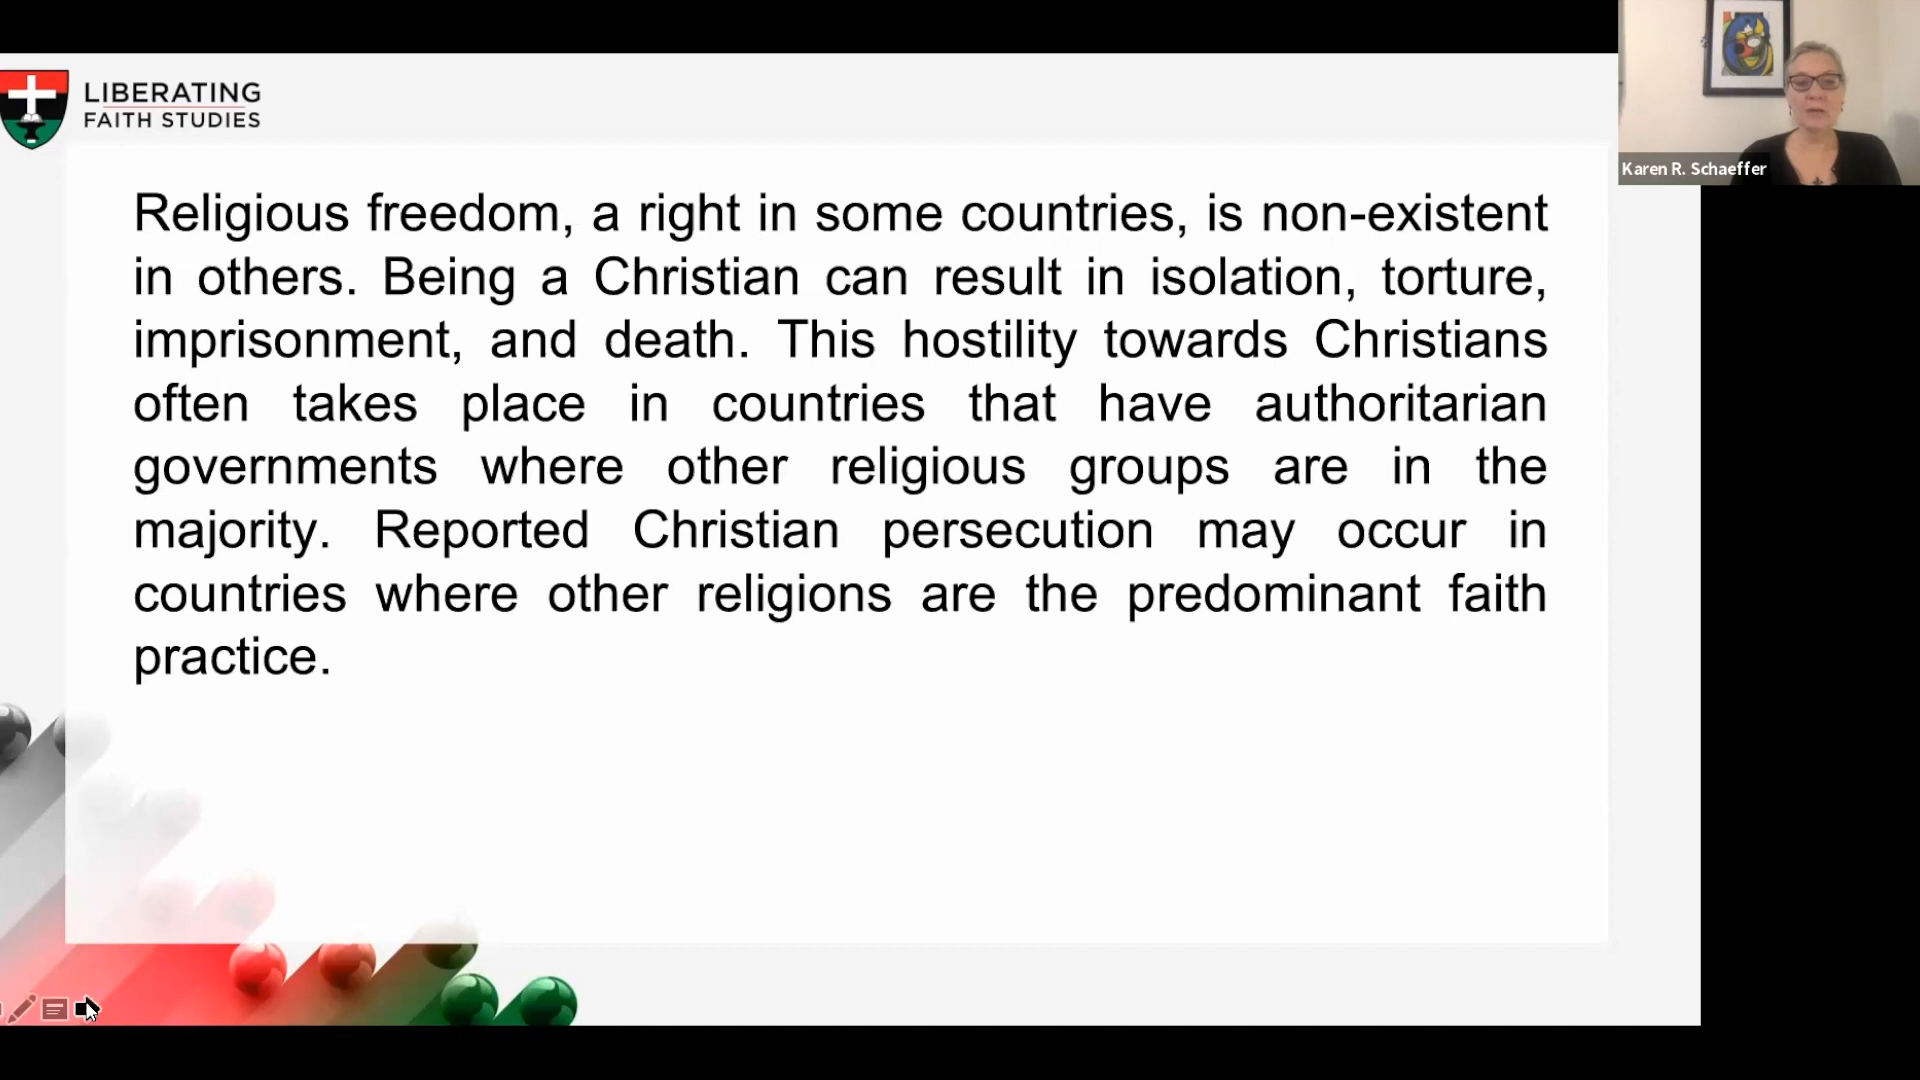 LIBERATING
FAITH STUDIES
Karen R. Schaeffer
Religious freedom, a right in some countries, is non-existent
in others. Being a Christian can result in isolation, torture,
imprisonment, and death. This hostility towards Christians
often takes place in countries that have authoritarian
governments where other religious groups are in the
majority. Reported Christian persecution may occur in
countries where other religions are the predominant faith
practice.